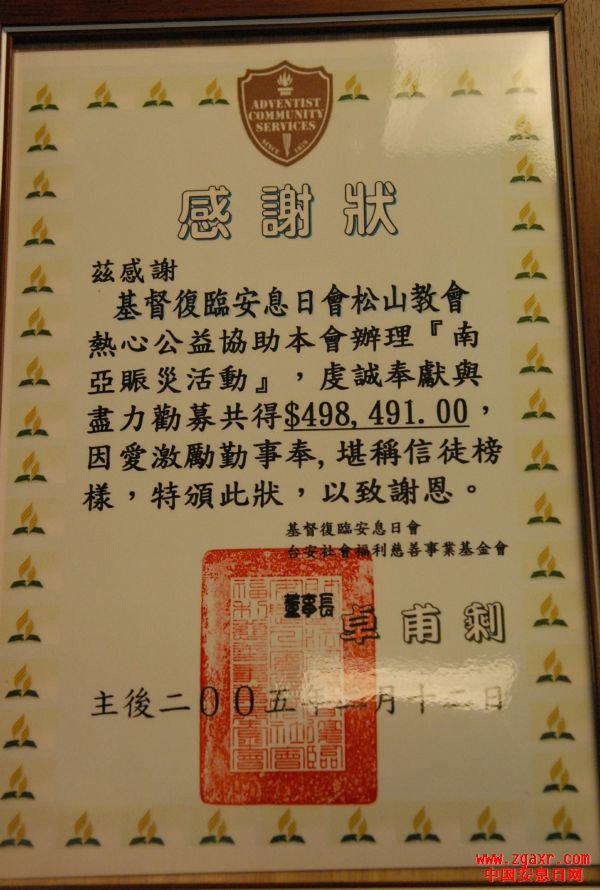 ADVENTIST
COMMUNITY
SERVICES
SINCE 1879
感謝狀
茲感謝
基督復臨安息日會松山教會
熱心公益協助本會辦理『南
亞賑災活動』，虔誠奉獻與
盡力勸募共得$498,491.00，
因愛激勵勤事奉,堪稱信徒榜
樣，特頒此狀，以致謝恩。
基督復臨安息日會
台安社會福利慈善事業基金會
董事長 卓甫剩
主後二00五年 月十二日
www.zgaxr.com
中国安息日网